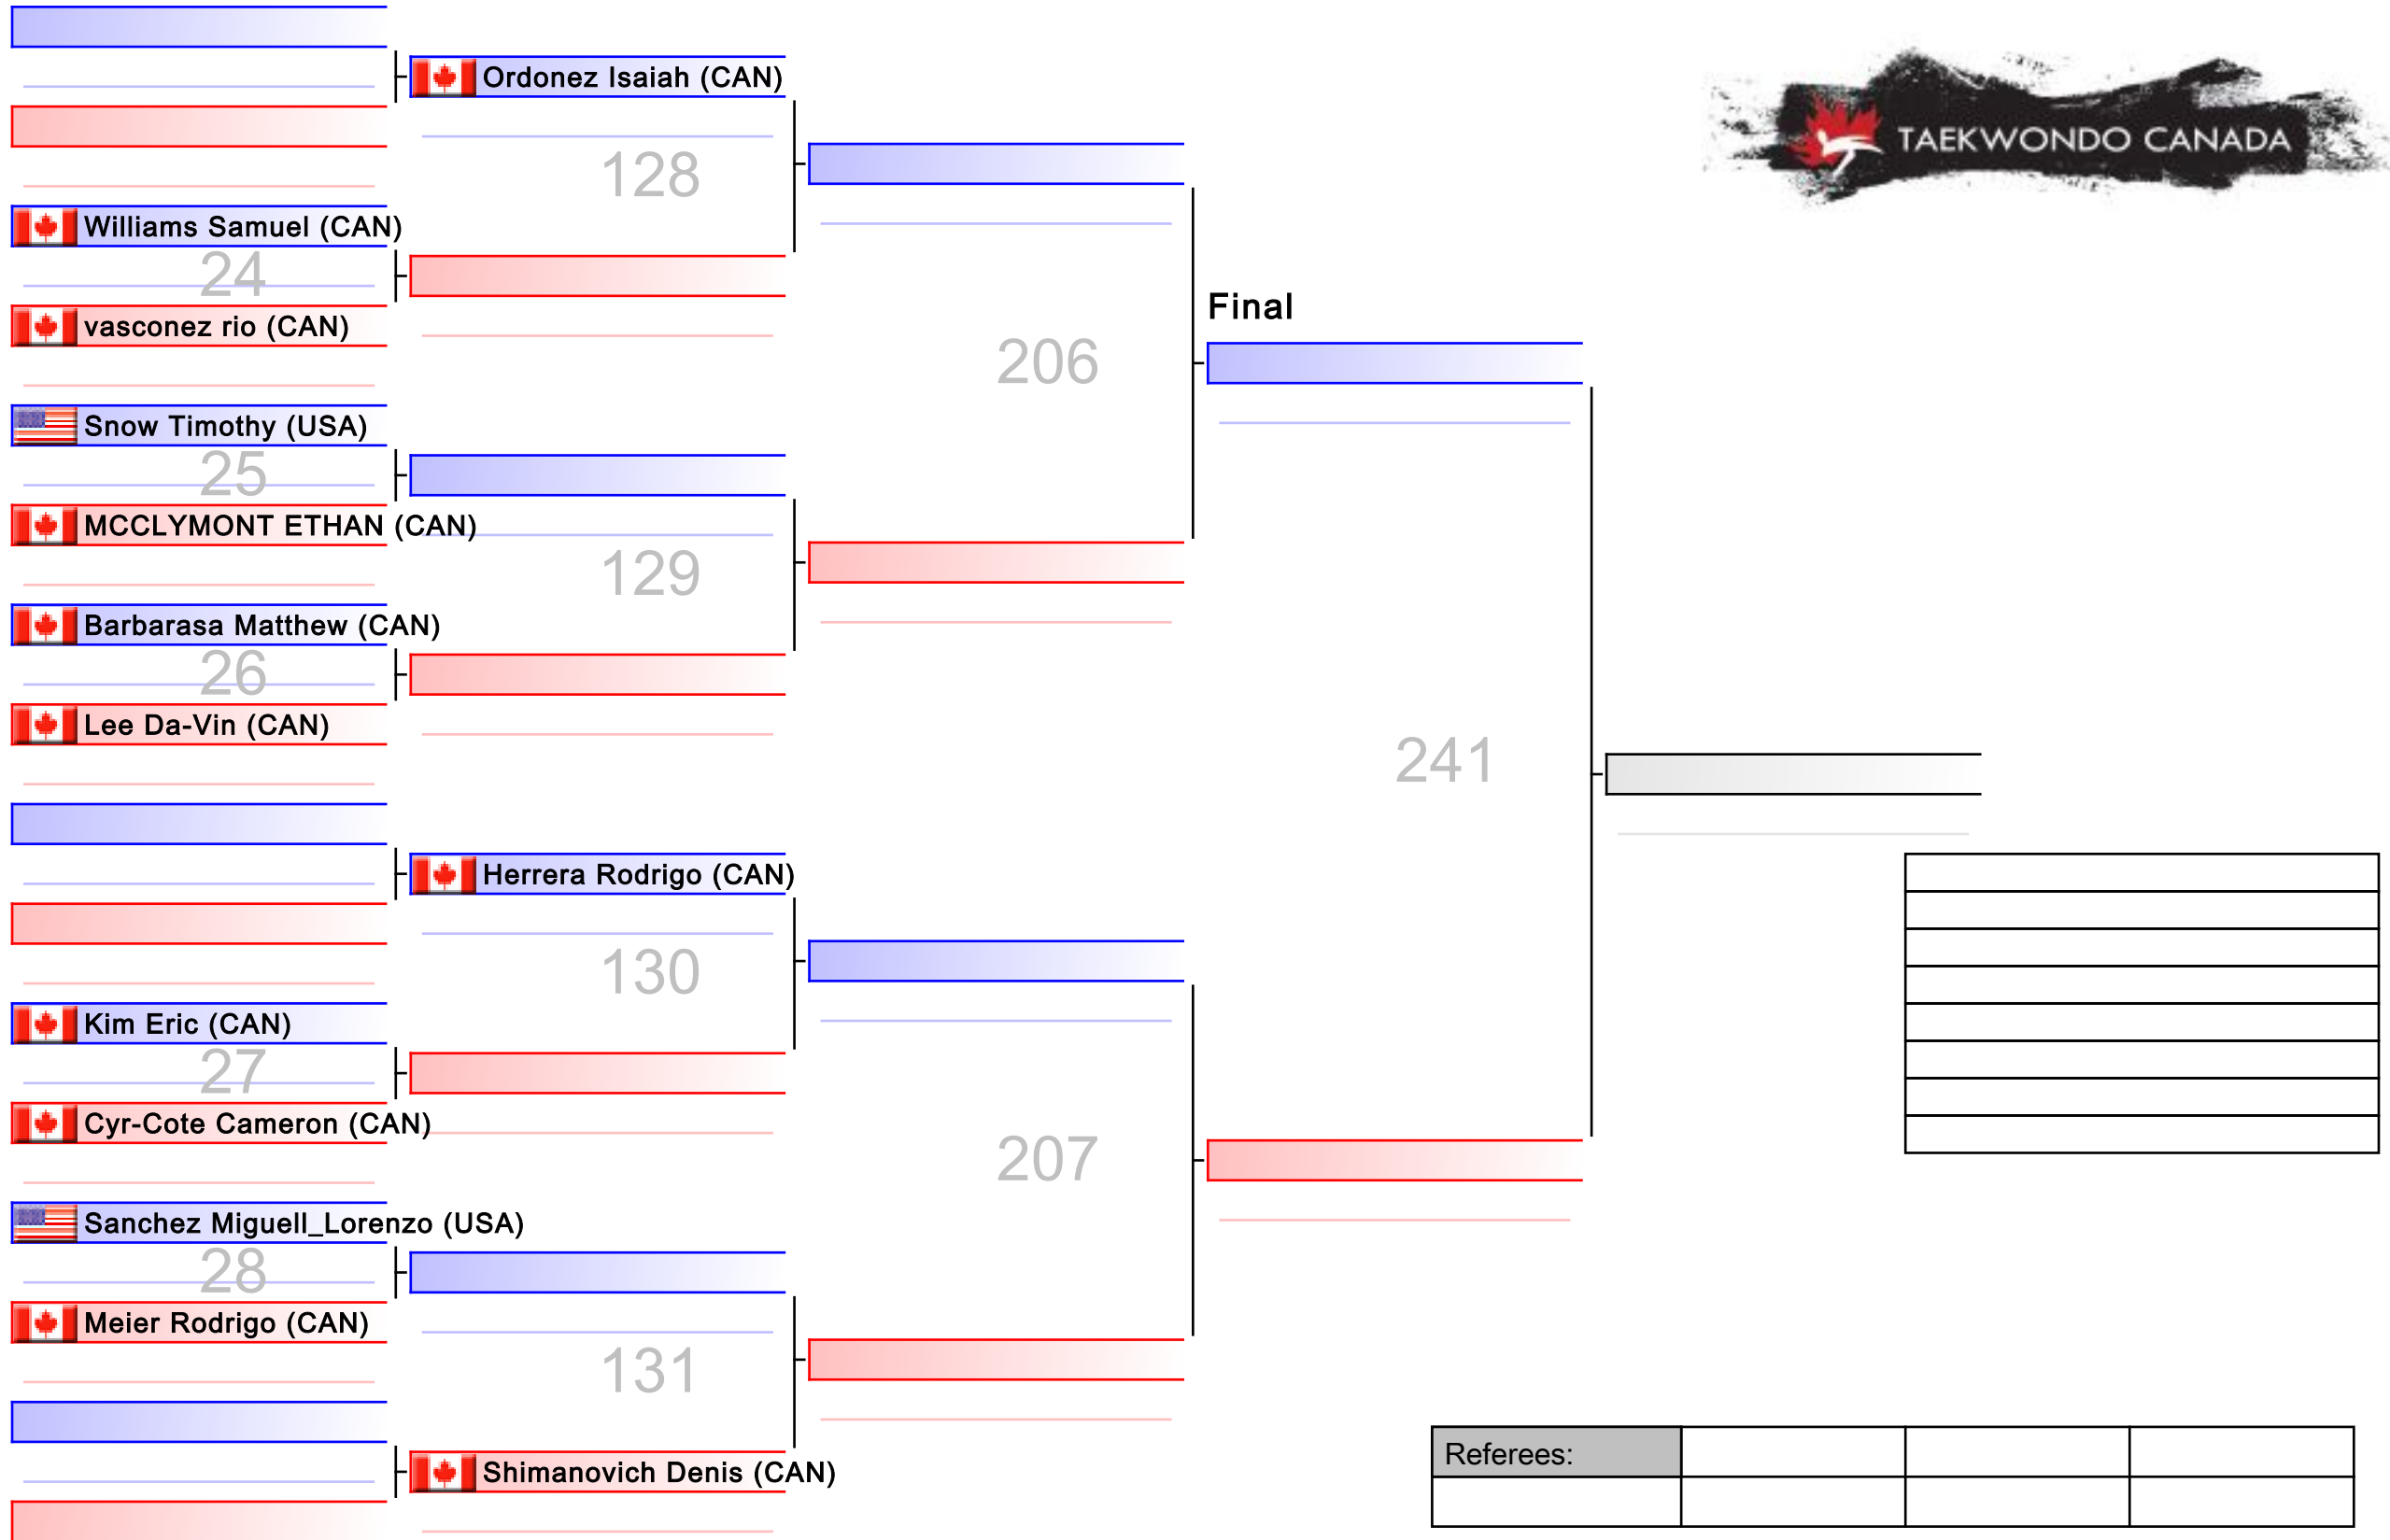 Ordonez Isaiah (CAN)
TAEKWONDO CANADA
128
Williams Samuel (CAN)
24
vasconez rio (CAN)
Final
206
Snow Timothy (USA)
25
MCCLYMONT ETHAN (CAN)
129
Barbarasa Matthew (CAN)
26
Lee Da-Vin (CAN)
241
Herrera Rodrigo (CAN)
130
Kim Eric (CAN)
27
Cyr-Cote Cameron (CAN)
207
Sanchez Miguell_Lorenzo (USA)
28
Meier Rodrigo (CAN)
131
Referees:
Shimanovich Denis (CAN)